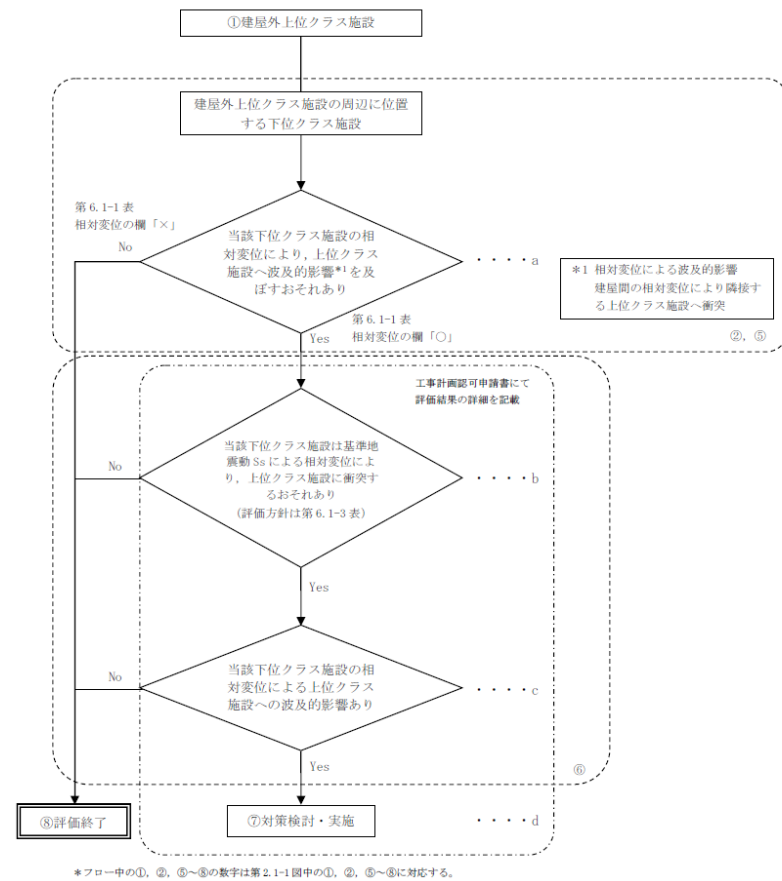 ①建屋外上位クラス施設
建屋外上位クラス施設の周辺に位置
する下位クラス施設
第 6.1-1 表
相対変位の欄「×」
No
当該下位クラス施設の相
対変位により, 上位クラス
施設へ波及的影響*1を及
ぼすおそれあり
・・・・a
*1 相対変位による波及的影響
建屋間の相対変位により隣接す
る上位クラス施設へ衝突
第 6.1-1 表
Yes 相対変位の欄「○」
②, ⑤
工事計画認可申請書にて
評価結果の詳細を記載
当該下位クラス施設は基準地
震動 Ss による相対変位によ
り, 上位クラス施設に衝突す
るおそれあり
(評価方針は第 6.1-3 表)
No
・・・・b
Yes
当該下位クラス施設の相
対変位による上位クラス
施設への波及的影響あり
No
・・・・c
Yes
⑥
⑧評価終了
⑦対策検討・実施
・・・・d
*フロー中の①, ②, ⑤~⑧の数字は第 2.1-1 図中の①, ②, ⑤~⑧に対応する。